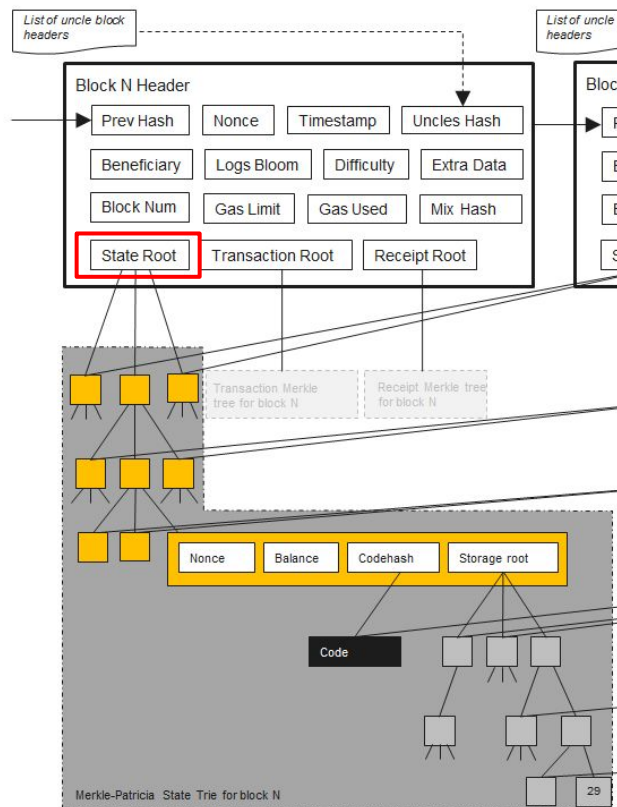 List of uncle block
headers
List of uncle
headers
Block N Header
Bloc
Prev Hash
Nonce
Timestamp
Uncles Hash
Beneficiary
Logs Bloom
Difficulty
Extra Data
Block Num
Gas Limit
Gas Used
Mix Hash
State Root
Transaction Root
Receipt Root
Transaction Merkle
tree for block N
Receipt Merkle tree
for block N
Nonce
Balance
Codehash
Storage root
Code
29
Merkle-Patricia State Trie for block N